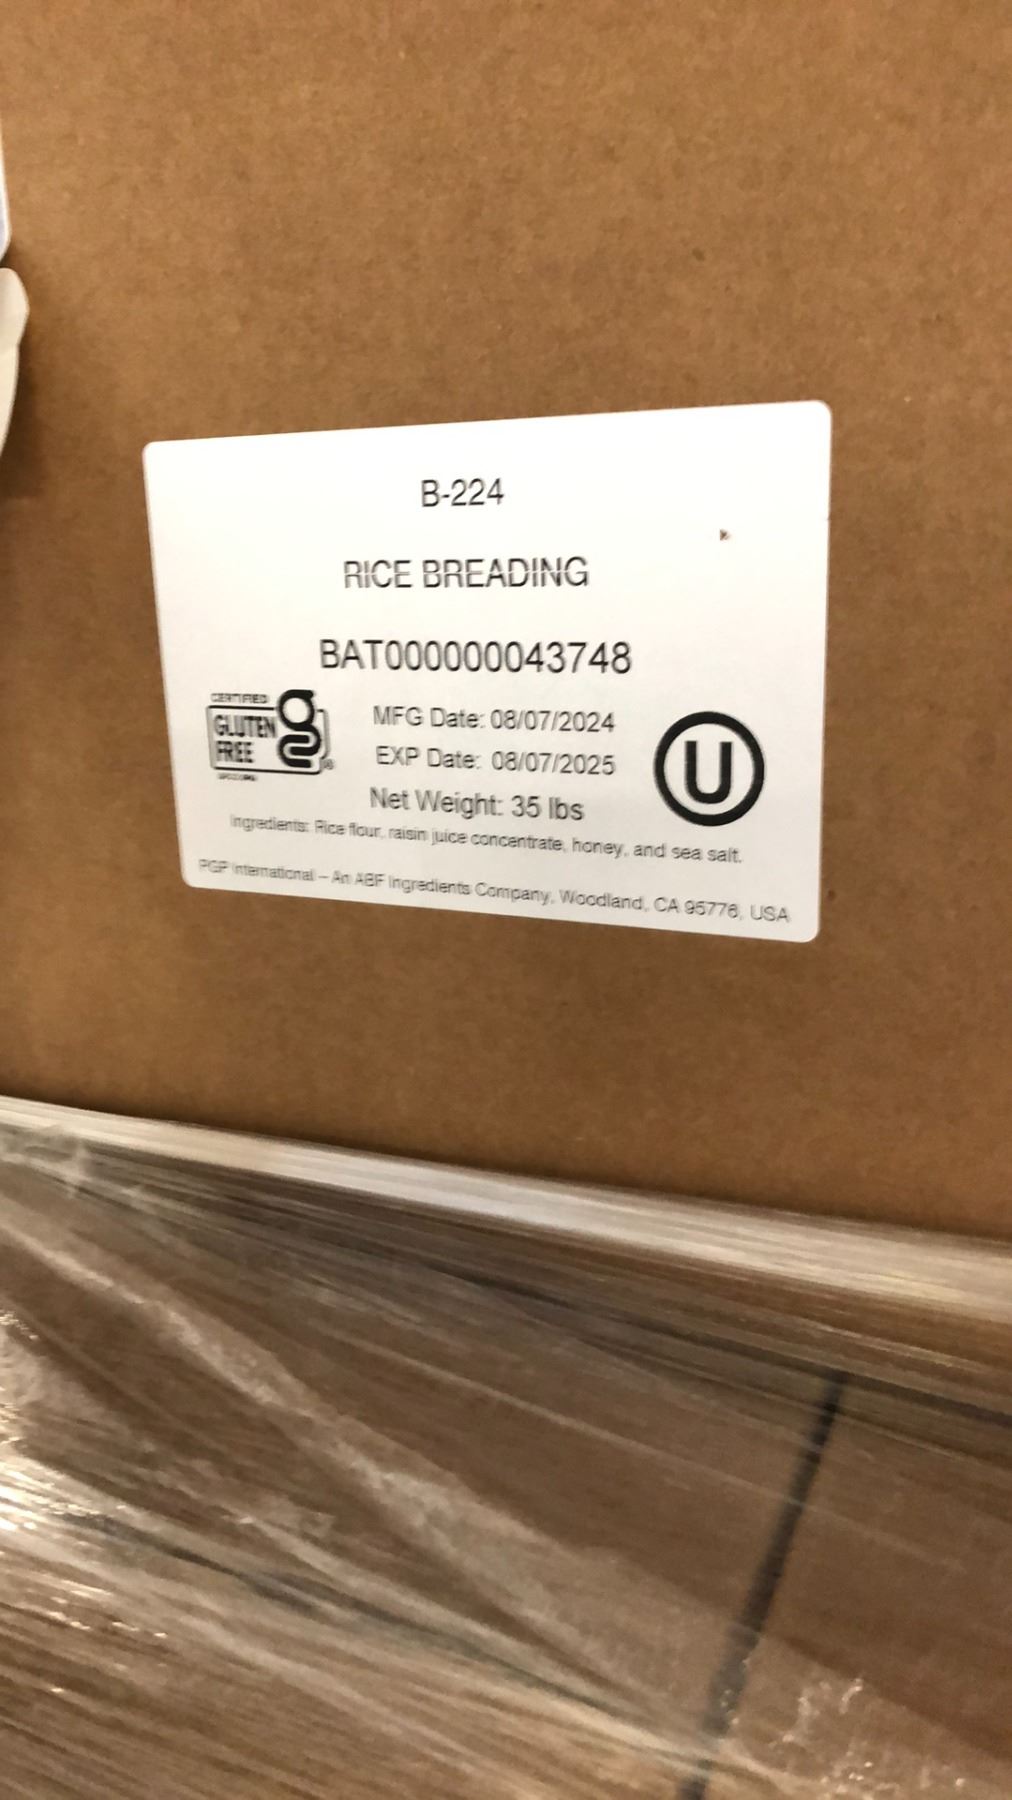 B-224
RICE BREADING
BAT000000043748
CERTIFIED
GLUTEN
FREE
MFG Date: 08/07/2024
EXP Date: 08/07/2025
U
Net Weight: 35 lbs
Ingredients: Rice flour, raisin juice concentrate, honey, and sea salt.
PGP International – An ABF Ingredients Company, Woodland, CA 95776, USA